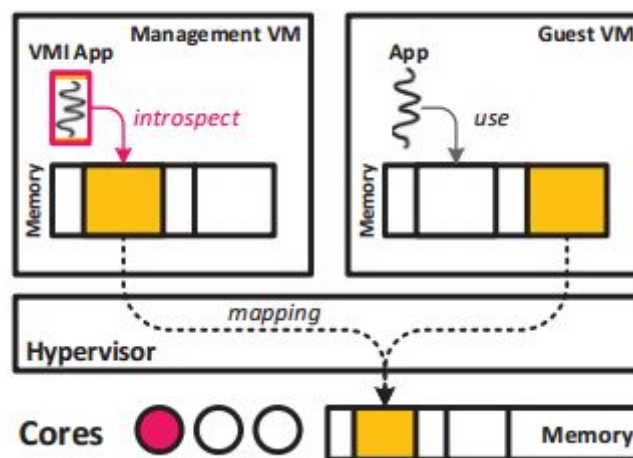 Management VM
VMI App
introspect
Memory
Guest VM
App
use
Memory
mapping
Hypervisor
Cores
Memory